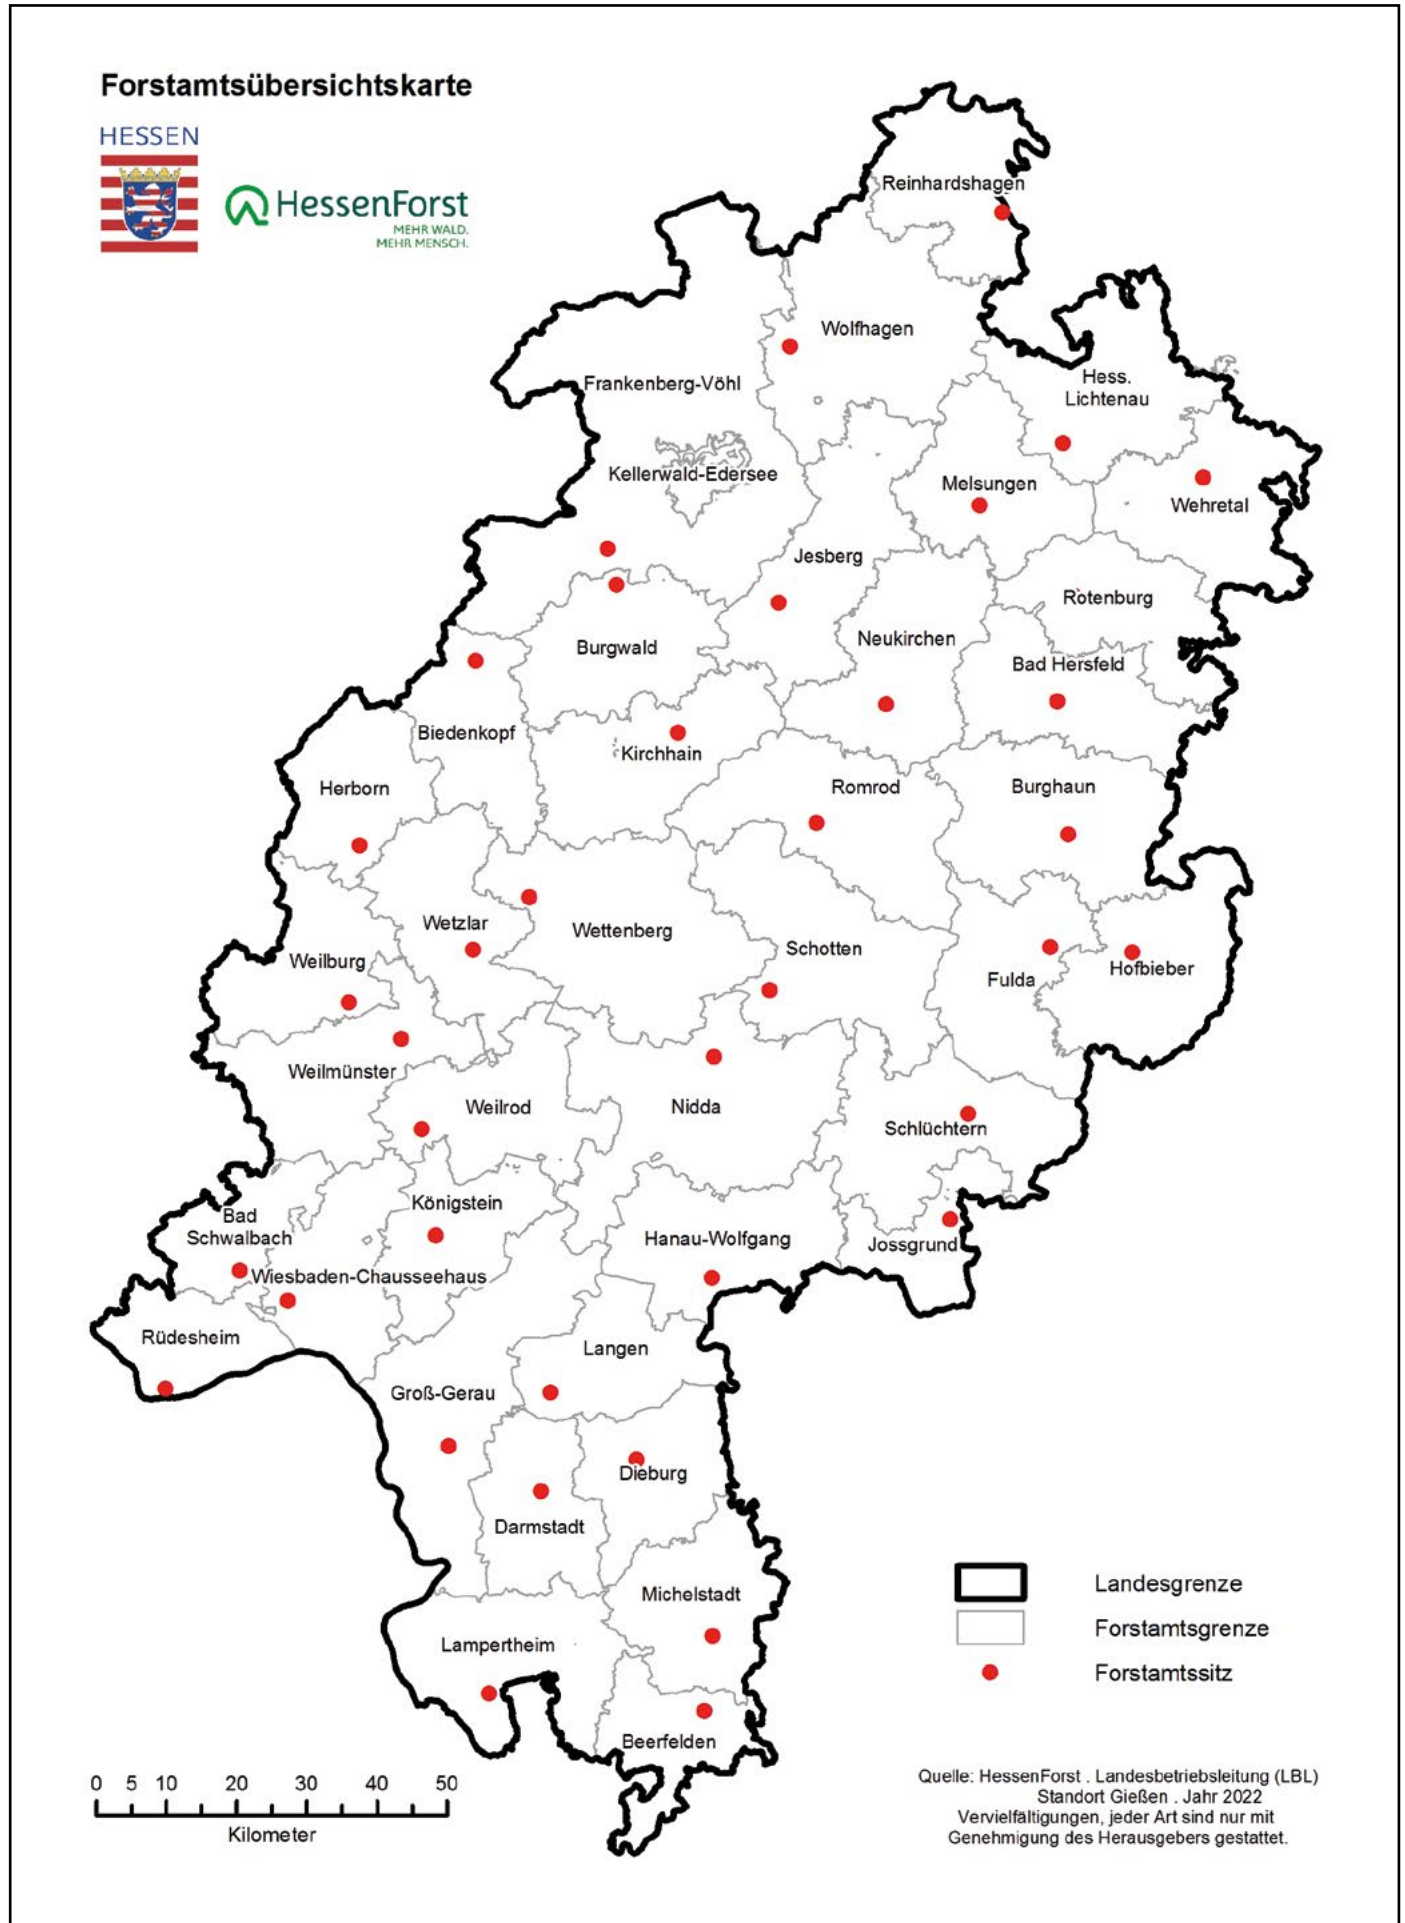 Forstamtsübersichtskarte
HESSEN
HessenForst
MEHR WALD.
MEHR MENSCH.
Reinhardshagen
Wolfhagen
Frankenberg-Vöhl
Hess.
Lichtenau
Kellerwald-Edersee
Melsungen
Wehretal
Jesberg
Rotenburg
Neukirchen
Burgwald
Bad Hersfeld
Biedenkopf
Kirchhain
Herborn
Romrod
Burghaun
Wetzlar
Wettenberg
Schotten
Weilburg
Fulda
Hofbieber
Weilmünster
Weilrod
Nidda
Schlüchtern
Königstein
Bad
Schwalbach
Hanau-Wolfgang
Jossgrund
Wiesbaden-Chausseehaus
Rüdesheim
Langen
Groß-Gerau
Dieburg
Darmstadt
Michelstadt
Lampertheim
Beerfelden
Landesgrenze
Forstamtsgrenze
Forstamtssitz
0 5 10 20 30 40 50
Kilometer
Quelle: HessenForst . Landesbetriebsleitung (LBL)
Standort Gießen . Jahr 2022
Vervielfältigungen, jeder Art sind nur mit
Genehmigung des Herausgebers gestattet.